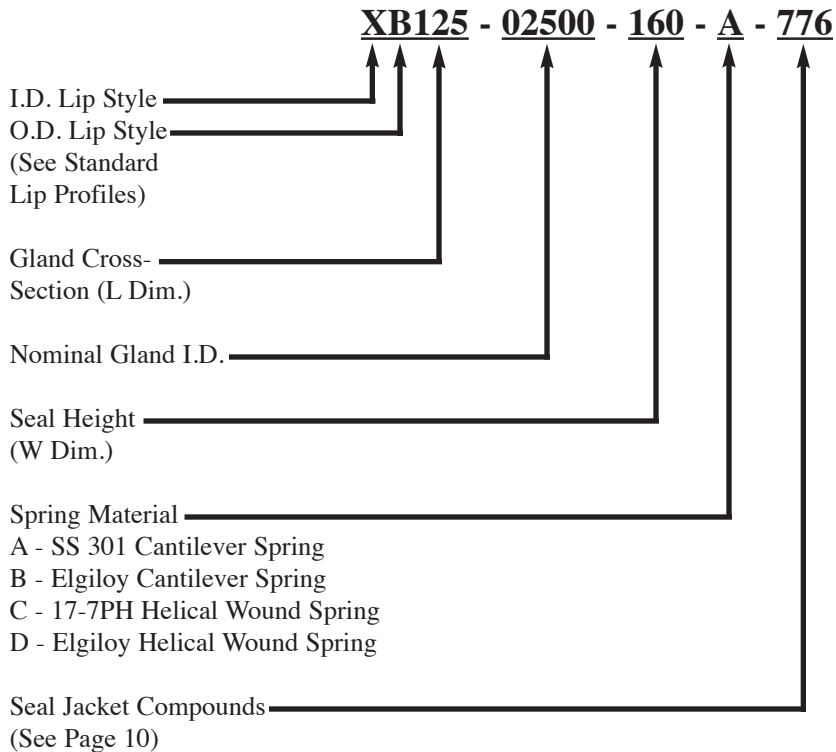 XB125 - 02500 - 160 - A - 776
I.D. Lip Style
O.D. Lip Style
(See Standard
Lip Profiles)
Gland Cross-
Section (L Dim.)
Nominal Gland I.D.
Seal Height
(W Dim.)
Spring Material
A - SS 301 Cantilever Spring
B - Elgiloy Cantilever Spring
C - 17-7PH Helical Wound Spring
D - Elgiloy Helical Wound Spring
Seal Jacket Compounds
(See Page 10)